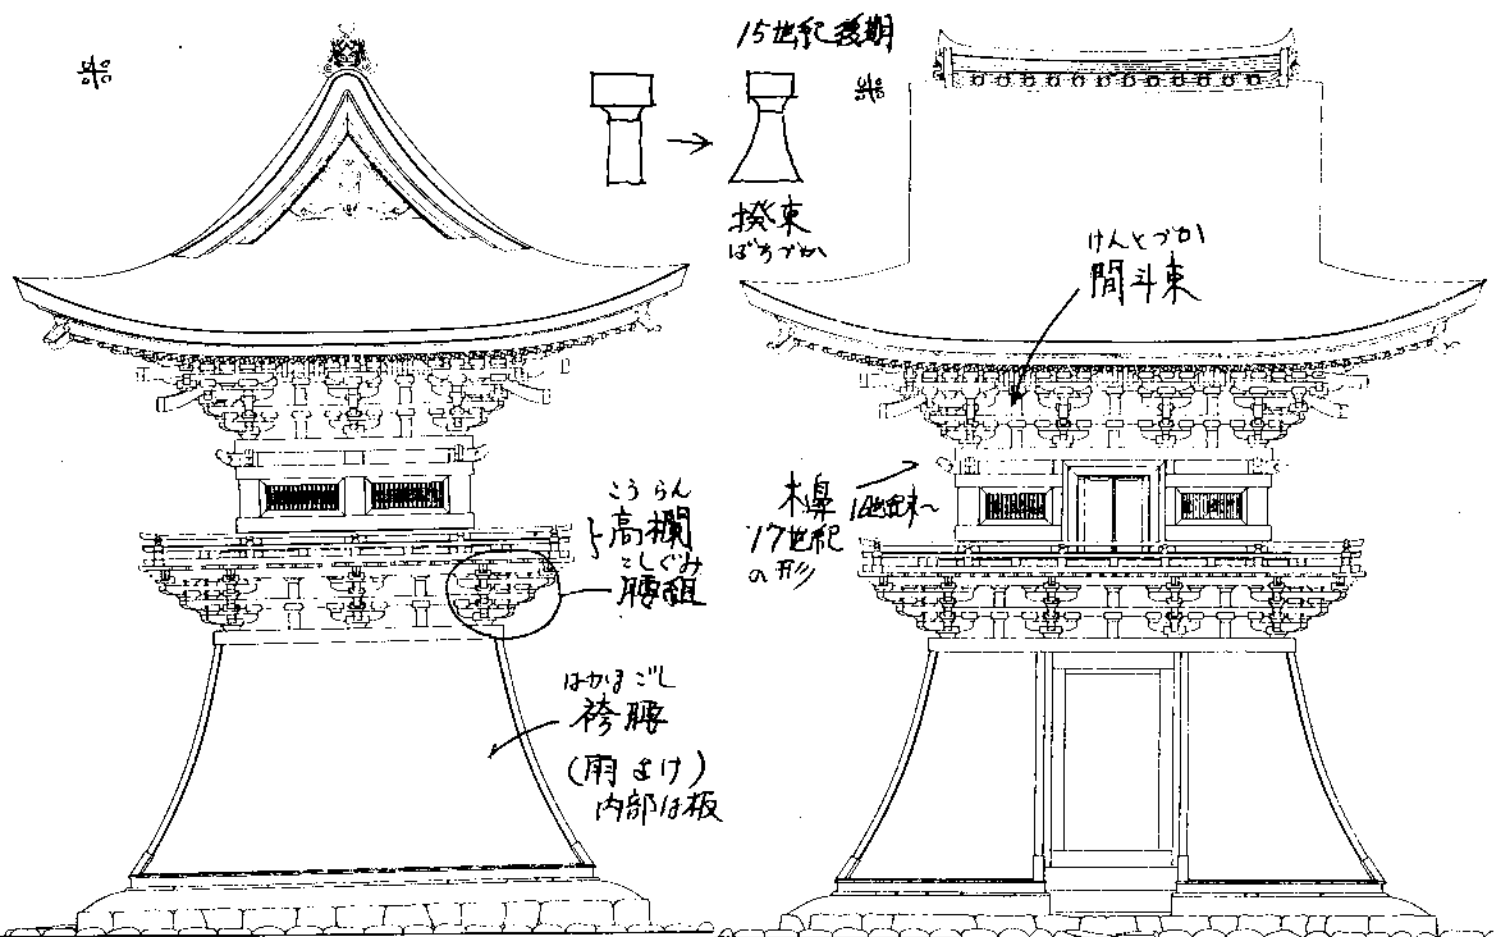 15世紀後期
撥束
ばちづか
けんとづか
間斗束
木鼻 16世紀末~
17世紀
の形
こうらん
高欄
こしぐみ
腰組
はかまごし
袴腰
(雨よけ)
内部は板